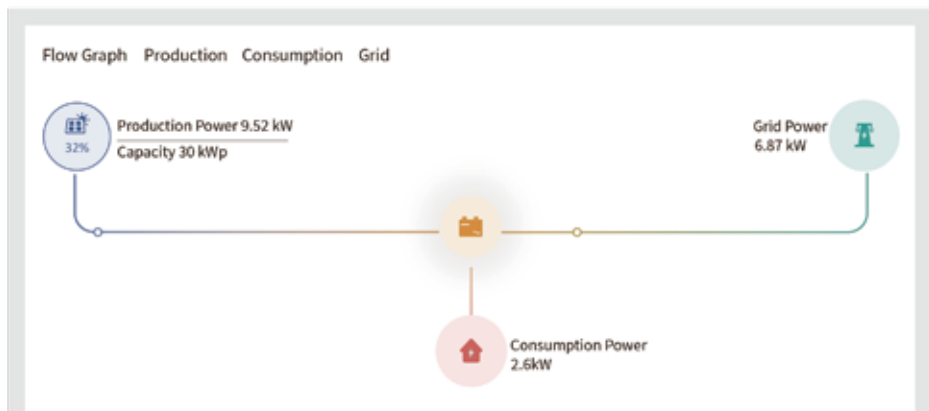 Flow Graph Production Consumption Grid
32%
Production Power 9.52 kW
Capacity 30 kWp
Grid Power
6.87 kW
Consumption Power
2.6kW